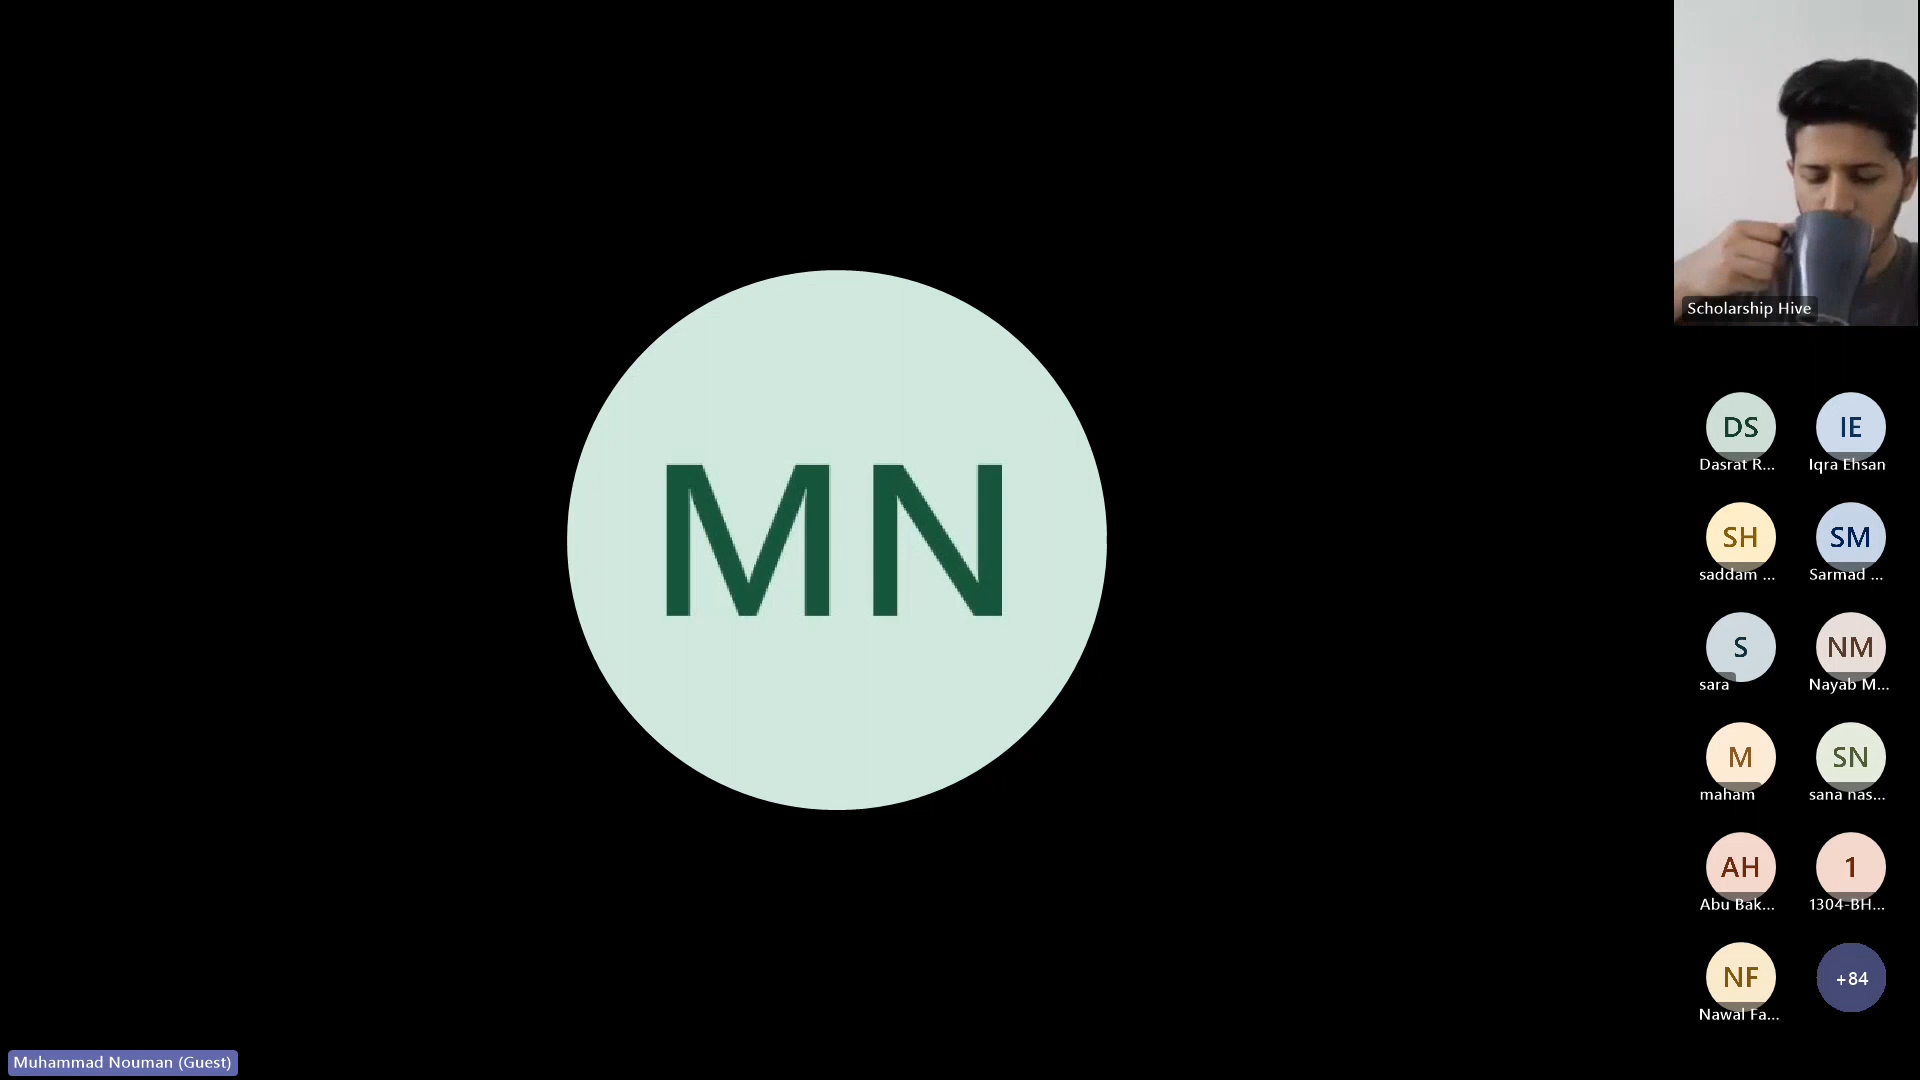 MN
Muhammad Nouman (Guest)
Scholarship Hive
DS
IE
Dasrat R...
Iqra Ehsan
SH
SM
saddam ...
Sarmad ...
S
NM
sara
Nayab M...
M
SN
maham
sana nas...
AH
1
Abu Bak...
1304-BH...
NF
+84
Nawal Fa...